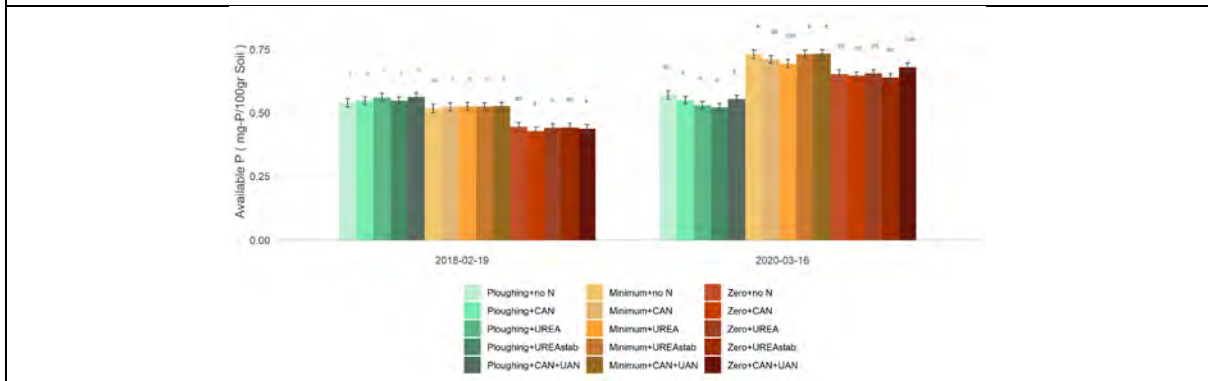 Available P ( mg-P/100gr Soil )
0.75
0.50
0.25
0.00
2018-02-19
2020-03-16
Ploughing+no N
Minimum+no N
Zero+no N
Ploughing+CAN
Minimum+CAN
Zero+CAN
Ploughing+UREA
Minimum+UREA
Zero+UREA
Ploughing+UREAstab
Minimum+UREAstab
Zero+UREAstab
Ploughing+CAN+UAN
Minimum+CAN+UAN
Zero+CAN+UAN